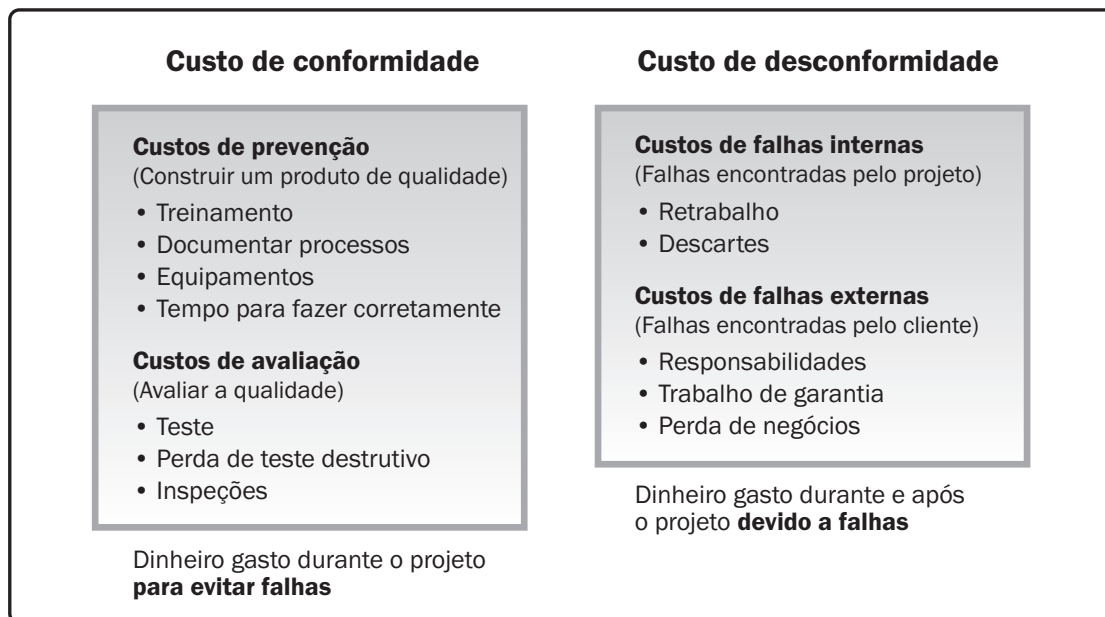 Custo de conformidade
Custos de prevenção
(Construir um produto de qualidade)
• Treinamento
• Documentar processos
• Equipamentos
• Tempo para fazer corretamente
Custos de avaliação
(Avaliar a qualidade)
• Teste
• Perda de teste destrutivo
• Inspeções
Dinheiro gasto durante o projeto
para evitar falhas
Custo de desconformidade
Custos de falhas internas
(Falhas encontradas pelo projeto)
• Retrabalho
• Descartes
Custos de falhas externas
(Falhas encontradas pelo cliente)
• Responsabilidades
• Trabalho de garantia
• Perda de negócios
Dinheiro gasto durante e após
o projeto devido a falhas